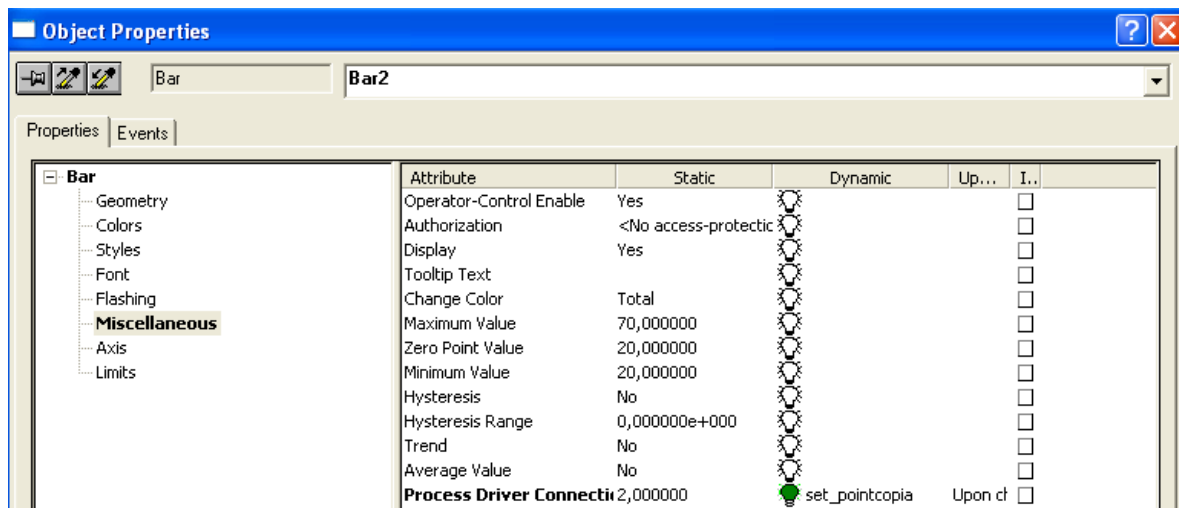 Object Properties
Bar Bar2
Properties Events
Bar
Geometry
Colors
Styles
Font
Flashing
Miscellaneous
Axis
Limits
Attribute Static Dynamic Up... I..
Operator-Control Enable Yes
Authorization <No access-protectic
Display Yes
Tooltip Text
Change Color Total
Maximum Value 70,000000
Zero Point Value 20,000000
Minimum Value 20,000000
Hysteresis No
Hysteresis Range 0,000000e+000
Trend No
Average Value No
Process Driver Connecti 2,000000 set_pointcopia Upon ch